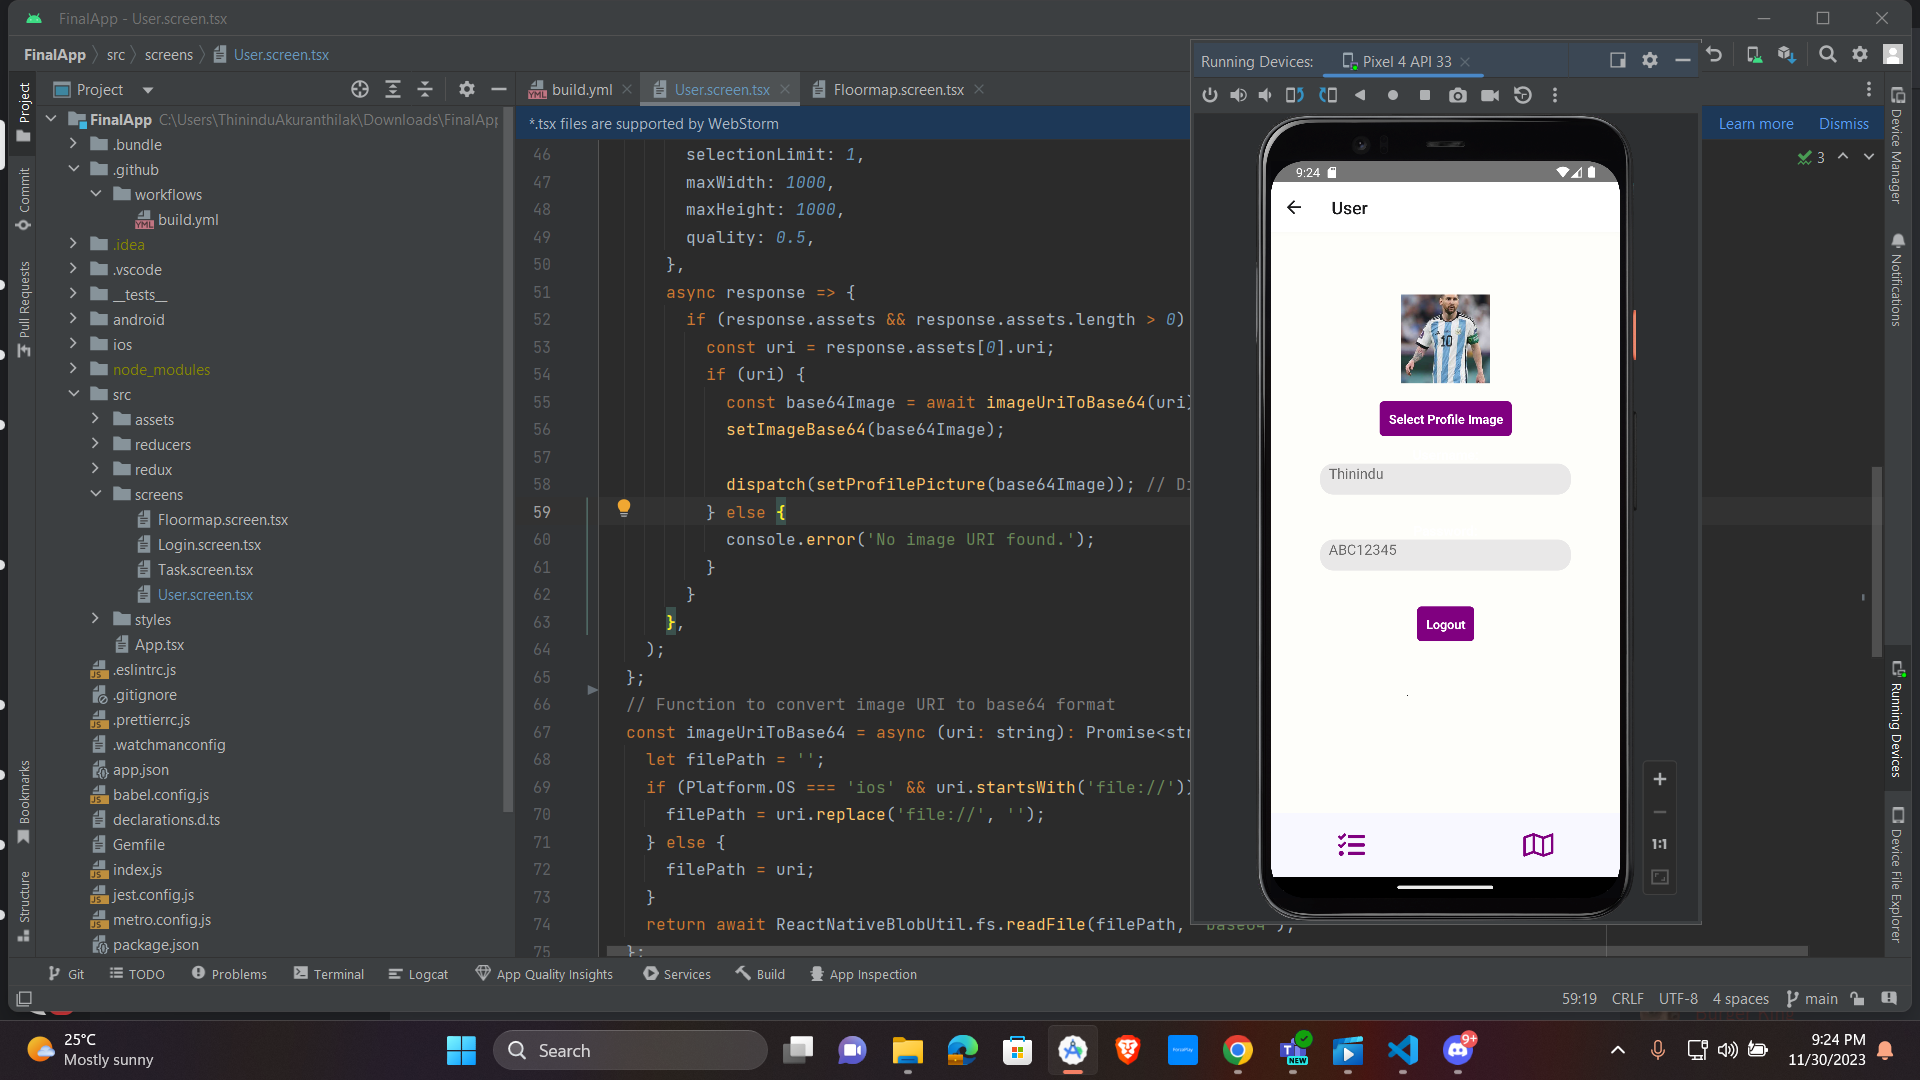 FinalApp - User.screen.tsx
FinalApp
src
screens
User.screen.tsx
Project
FinalApp C:\Users\ThininduAkuranthilak\Downloads\FinalApp
.bundle
.github
workflows
build.yml
.idea
.vscode
__tests__
android
ios
node_modules
src
assets
reducers
redux
screens
Floormap.screen.tsx
Login.screen.tsx
Task.screen.tsx
User.screen.tsx
styles
App.tsx
.eslintrc.js
.gitignore
.prettierrc.js
.watchmanconfig
app.json
babel.config.js
declarations.d.ts
Gemfile
index.js
jest.config.js
metro.config.js
package.json
Project
Commit
Pull Requests
Bookmarks
Structure
build.yml
User.screen.tsx
Floormap.screen.tsx
*.tsx files are supported by WebStorm
Learn more
Dismiss
3
46 selectionLimit: 1,
47 maxWidth: 1000,
48 maxHeight: 1000,
49 quality: 0.5,
50 },
51 async response => {
52 if (response.assets && response.assets.length > 0)
53 const uri = response.assets[0].uri;
54 if (uri) {
55 const base64Image = await imageUriToBase64(uri)
56 setImageBase64(base64Image);
57
58 dispatch(setProfilePicture(base64Image)); // Di
59 } else {
60 console.error('No image URI found.');
61 }
62 }
63 },
64 );
65 };
66 // Function to convert image URI to base64 format
67 const imageUriToBase64 = async (uri: string): Promise<str
68 let filePath = '';
69 if (Platform.OS === 'ios' && uri.startsWith('file://'))
70 filePath = uri.replace('file://', '');
71 } else {
72 filePath = uri;
73 }
74 return await ReactNativeBlobUtil.fs.readFile(filePath, 'base64');
75 };
Running Devices:
Pixel 4 API 33
9:24
User
10
Select Profile Image
Thinindu
ABC12345
Logout
1:1
Device Manager
Notifications
Running Devices
Device File Explorer
Git
TODO
Problems
Terminal
Logcat
App Quality Insights
Services
Build
App Inspection
59:19 CRLF UTF-8 4 spaces main
25°C
Mostly sunny
Search
NEW
9+
9:24 PM
11/30/2023